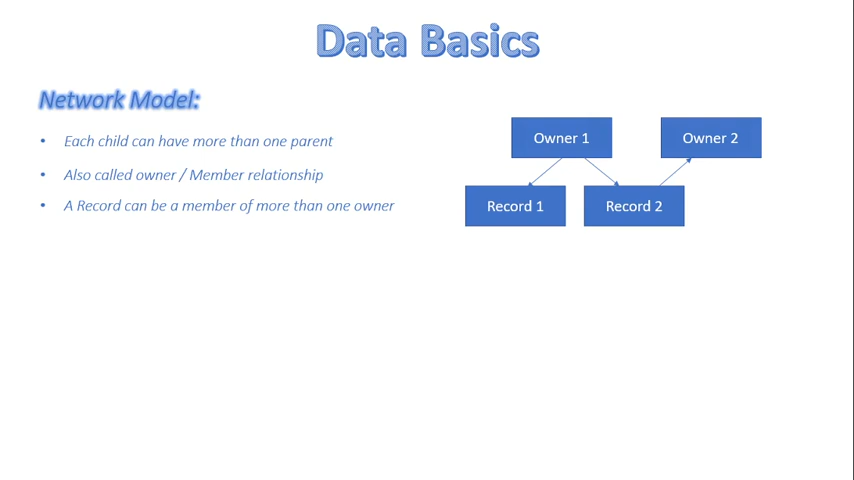 Data Basics
Network Model:
• Each child can have more than one parent
• Also called owner / Member relationship
• A Record can be a member of more than one owner
Owner 1
Owner 2
Record 1
Record 2